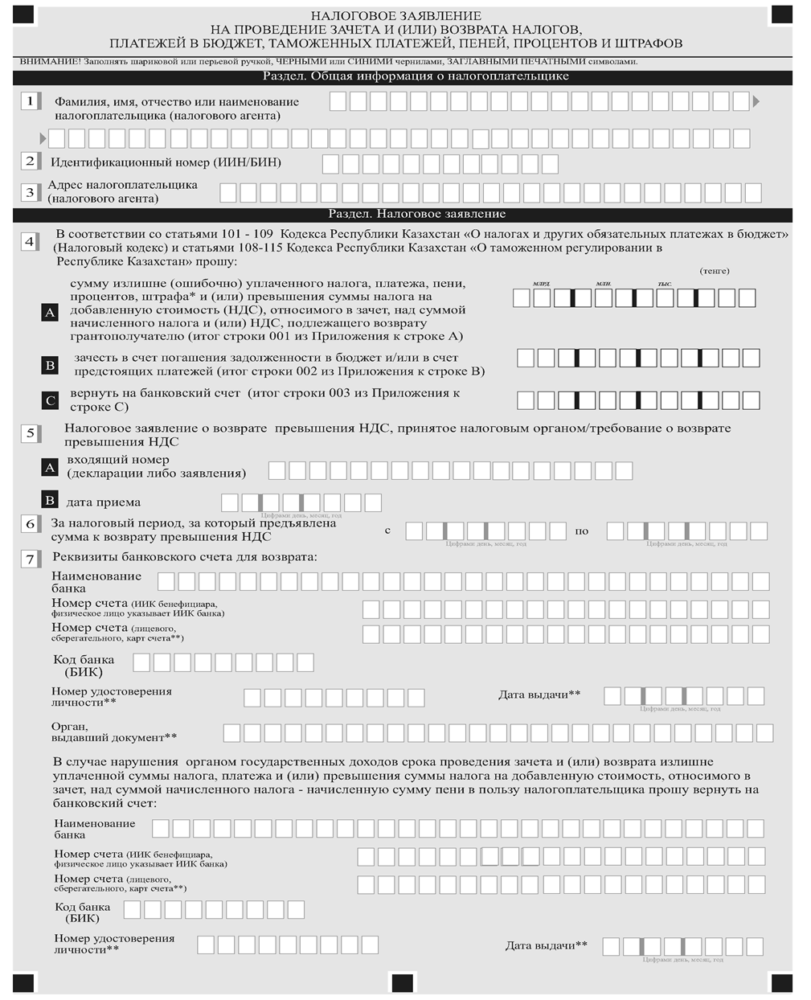 НАЛОГОВОЕ ЗАЯВЛЕНИЕ
НА ПРОВЕДЕНИЕ ЗАЧЕТА И (ИЛИ) ВОЗВРАТА НАЛОГОВ,
ПЛАТЕЖЕЙ В БЮДЖЕТ, ТАМОЖЕННЫХ ПЛАТЕЖЕЙ, ПЕНЕЙ, ПРОЦЕНТОВ И ШТРАФОВ
ВНИМАНИЕ! Заполнять шариковой или перьевой ручкой, ЧЕРНЫМИ или СИНИМИ чернилами, ЗАГЛАВНЫМИ ПЕЧАТНЫМИ символами.
Раздел. Общая информация о налогоплательщике
1 Фамилия, имя, отчество или наименование
налогоплательщика (налогового агента)
2 Идентификационный номер (ИИН/БИН)
3 Адрес налогоплательщика
(налогового агента)
Раздел. Налоговое заявление
4 В соответствии со статьями 101 - 109 Кодекса Республики Казахстан «О налогах и других обязательных платежах в бюджет»
(Налоговый кодекс) и статьями 108-115 Кодекса Республики Казахстан «О таможенном регулировании в
Республике Казахстан» прошу:
(тенге)
МЛРД. МЛН. ТЫС.
A сумму излишне (ошибочно) уплаченного налога, платежа, пени,
процентов, штрафа* и (или) превышения суммы налога на
добавленную стоимость (НДС), относимого в зачет, над суммой
начисленного налога и (или) НДС, подлежащего возврату
грантополучателю (итог строки 001 из Приложения к строке А)
B зачесть в счет погашения задолженности в бюджет и/или в счет
предстоящих платежей (итог строки 002 из Приложения к строке В)
C вернуть на банковский счет (итог строки 003 из Приложения к
строке С)
5 Налоговое заявление о возврате превышения НДС, принятое налоговым органом/требование о возврате
превышения НДС
A входящий номер
(декларации либо заявления)
B дата приема
Цифрами день, месяц, год
6 За налоговый период, за который предъявлена
сумма к возврату превышения НДС
с по
Цифрами день, месяц, год Цифрами день, месяц, год
7 Реквизиты банковского счета для возврата:
Наименование
банка
Номер счета (ИИК бенефициара,
физическое лицо указывает ИИК банка)
Номер счета (лицевого,
сберегательного, карт счета**)
Код банка
(БИК)
Номер удостоверения
личности**
Дата выдачи**
Цифрами день, месяц, год
Орган,
выдавший документ**
В случае нарушения органом государственных доходов срока проведения зачета и (или) возврата излишне
уплаченной суммы налога, платежа и (или) превышения суммы налога на добавленную стоимость, относимого в
зачет, над суммой начисленного налога - начисленную сумму пени в пользу налогоплательщика прошу вернуть на
банковский счет:
Наименование
банка
Номер счета (ИИК бенефициара,
физическое лицо указывает ИИК банка)
Номер счета (лицевого,
сберегательного, карт счета**)
Код банка
(БИК)
Номер удостоверения
личности**
Дата выдачи**
Цифрами день, месяц, год